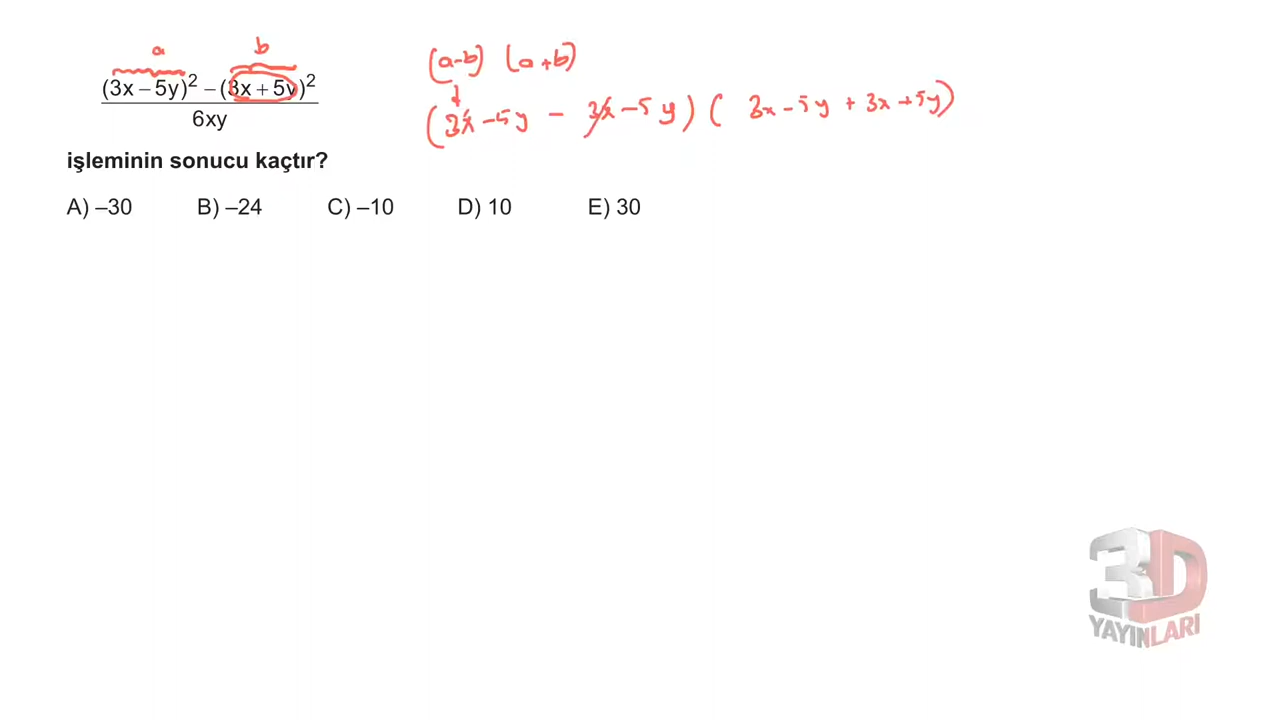 a b
(3x – 5y)² – (3x + 5y)²
6xy
işleminin sonucu kaçtır?
A) –30 B) –24 C) –10 D) 10 E) 30
(a-b) (a+b)
(3x -5y - 3x -5y) ( 3x -5y + 3x +5y)
3D
YAYINLARI